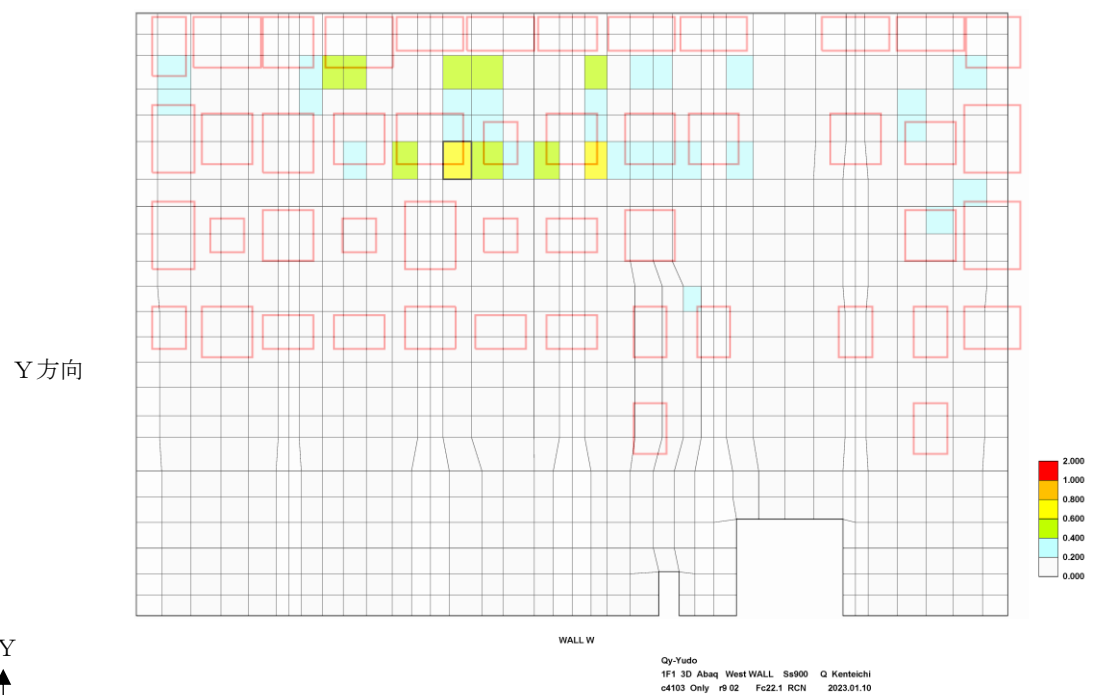 Y方向
2.000
1.000
0.800
0.600
0.400
0.200
0.000
WALL W
Y
Qy-Yudo
1F1 3D Abaq West WALL Ss900 Q Kenteichi
c4103 Only r9 02 Fc22.1 RCN 2023.01.10